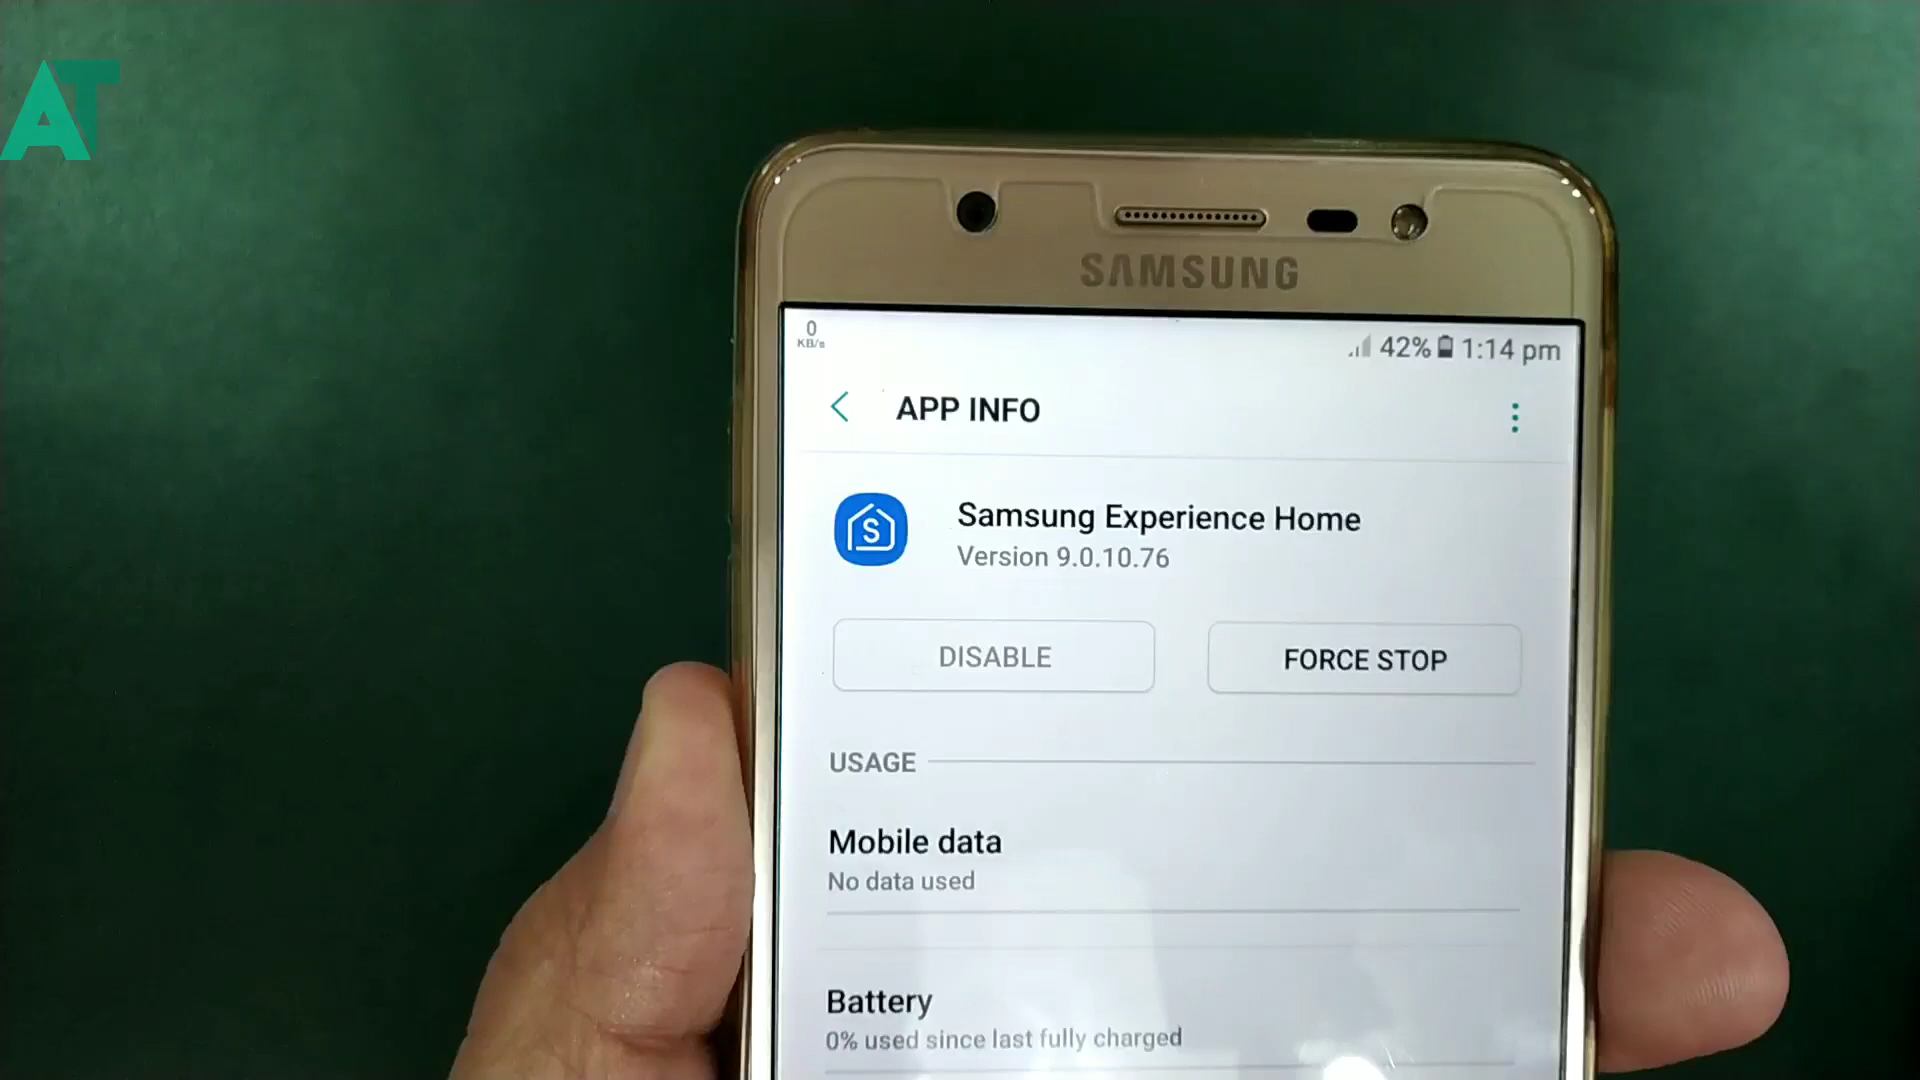 AT
SAMSUNG
0
KB/s
42% 1:14 pm
APP INFO
S
Samsung Experience Home
Version 9.0.10.76
DISABLE
FORCE STOP
USAGE
Mobile data
No data used
Battery
0% used since last fully charged